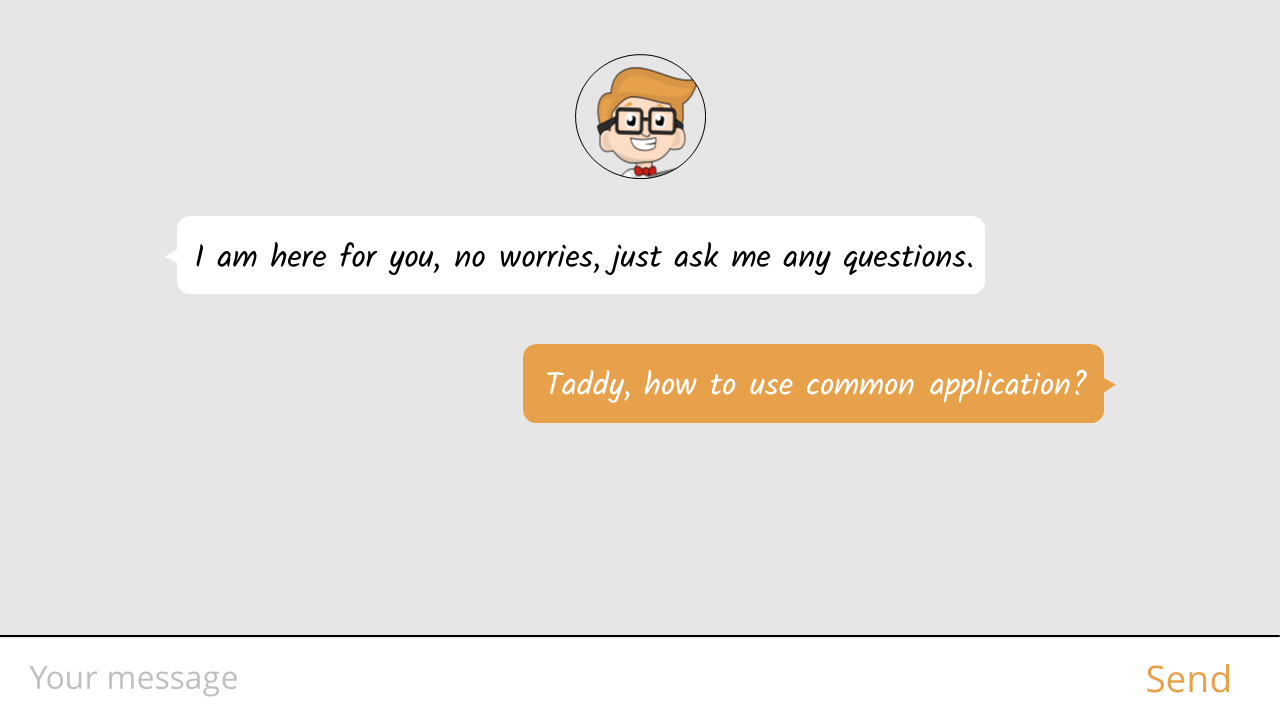 I am here for you, no worries, just ask me any questions.
Taddy, how to use common application?
Your message
Send